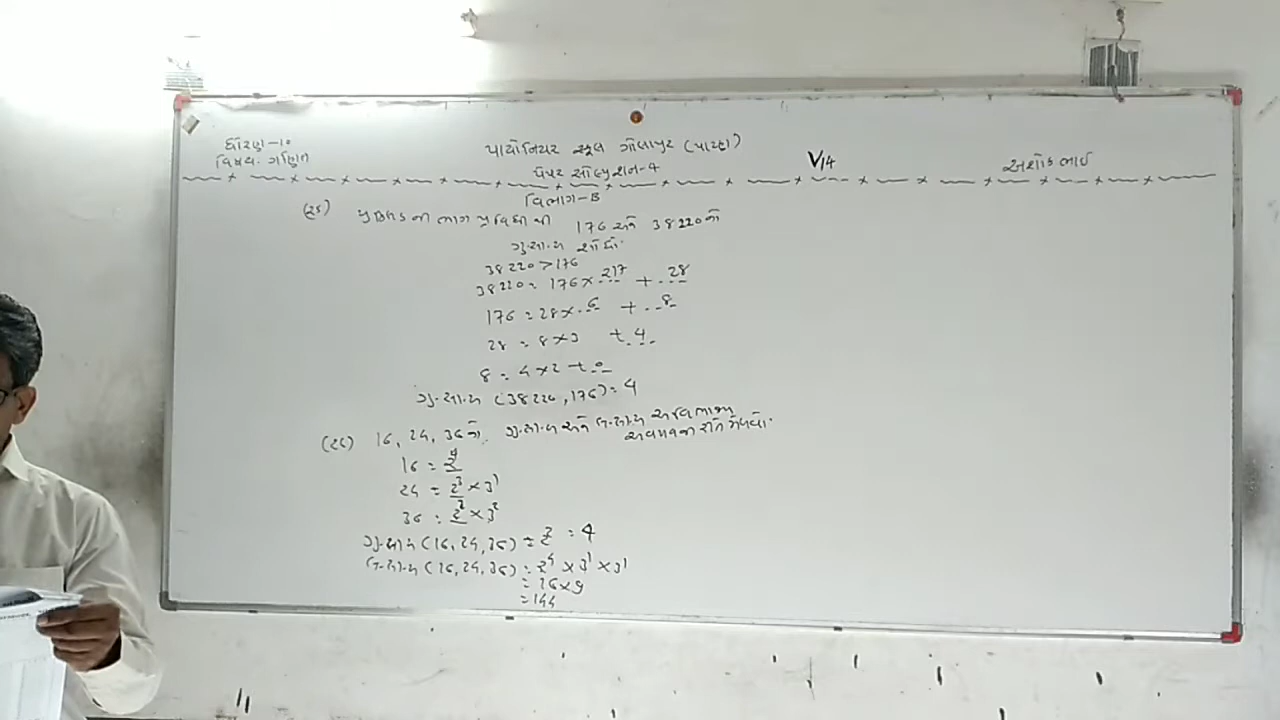 ધોરણ-૧૦
વિષય: ગણિત
પાયોનિયર સ્કૂલ ગોલાપુર (પાટણ)
પેપર સોલ્યુશન-4
V14
અશોકભાઈ
વિભાગ-B
(૨૫) યુક્લિડની ભાગ પ્રવિધિથી 176 અને 38220નો
ગુ.સા.અ શોધો.
38220 > 176
38220 = 176 × 217 + 28
176 = 28 × 6 + 8
28 = 8 × 3 + 4
8 = 4 × 2 + 0
ગુ.સા.અ (38220, 176) = 4
(૨૬) 16, 24, 36નો ગુ.સા.અ અને લ.સા.અ અવિભાજ્ય
અવયવની રીતે મેળવો.
16 = 2⁴
24 = 2³ × 3¹
36 = 2² × 3²
ગુ.સા.અ (16, 24, 36) = 2² = 4
લ.સા.અ (16, 24, 36) = 2⁴ × 3¹ × 3¹
= 16 × 9
= 144